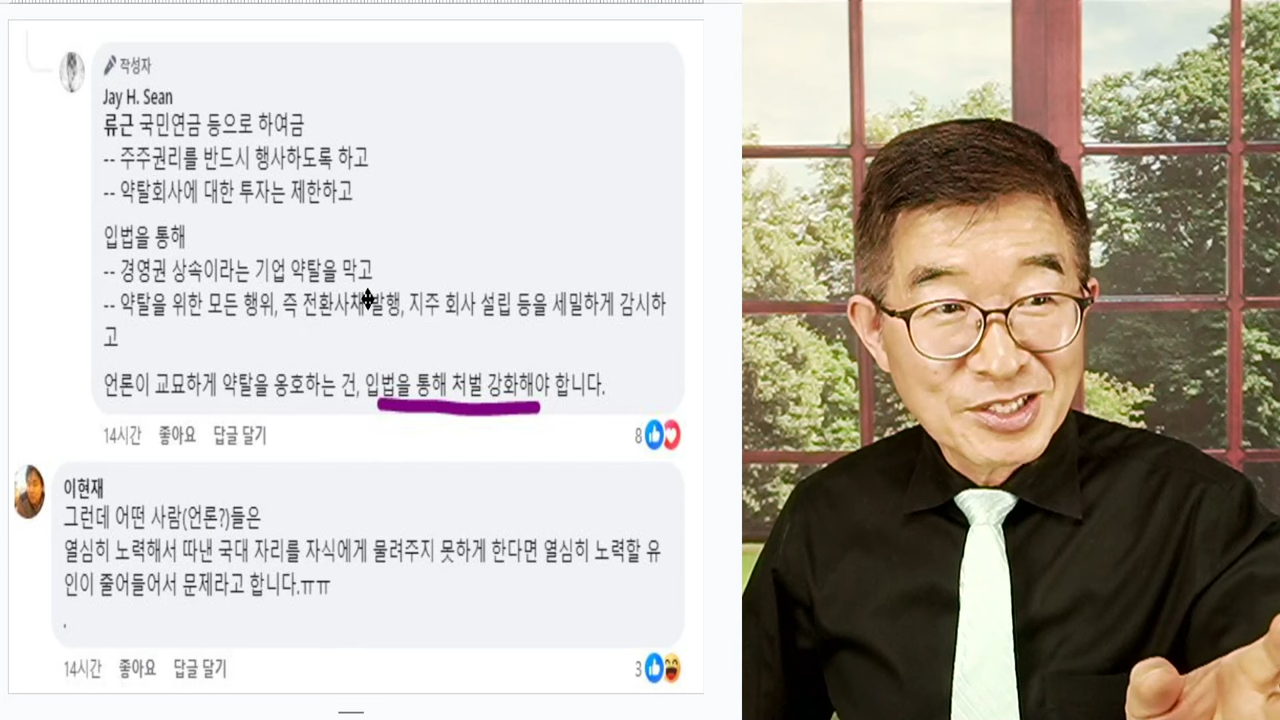 작성자
Jay H. Sean
류근 국민연금 등으로 하여금
-- 주주권리를 반드시 행사하도록 하고
-- 약탈회사에 대한 투자는 제한하고
입법을 통해
-- 경영권 상속이라는 기업 약탈을 막고
-- 약탈을 위한 모든 행위, 즉 전환사채 발행, 지주 회사 설립 등을 세밀하게 감시하
고
언론이 교묘하게 약탈을 옹호하는 건, 입법을 통해 처벌 강화해야 합니다.
14시간 좋아요 답글 달기 8
이현재
그런데 어떤 사람(언론?)들은
열심히 노력해서 따낸 국대 자리를 자식에게 물려주지 못하게 한다면 열심히 노력할 유
인이 줄어들어서 문제라고 합니다.ㅠㅠ
.
14시간 좋아요 답글 달기 3